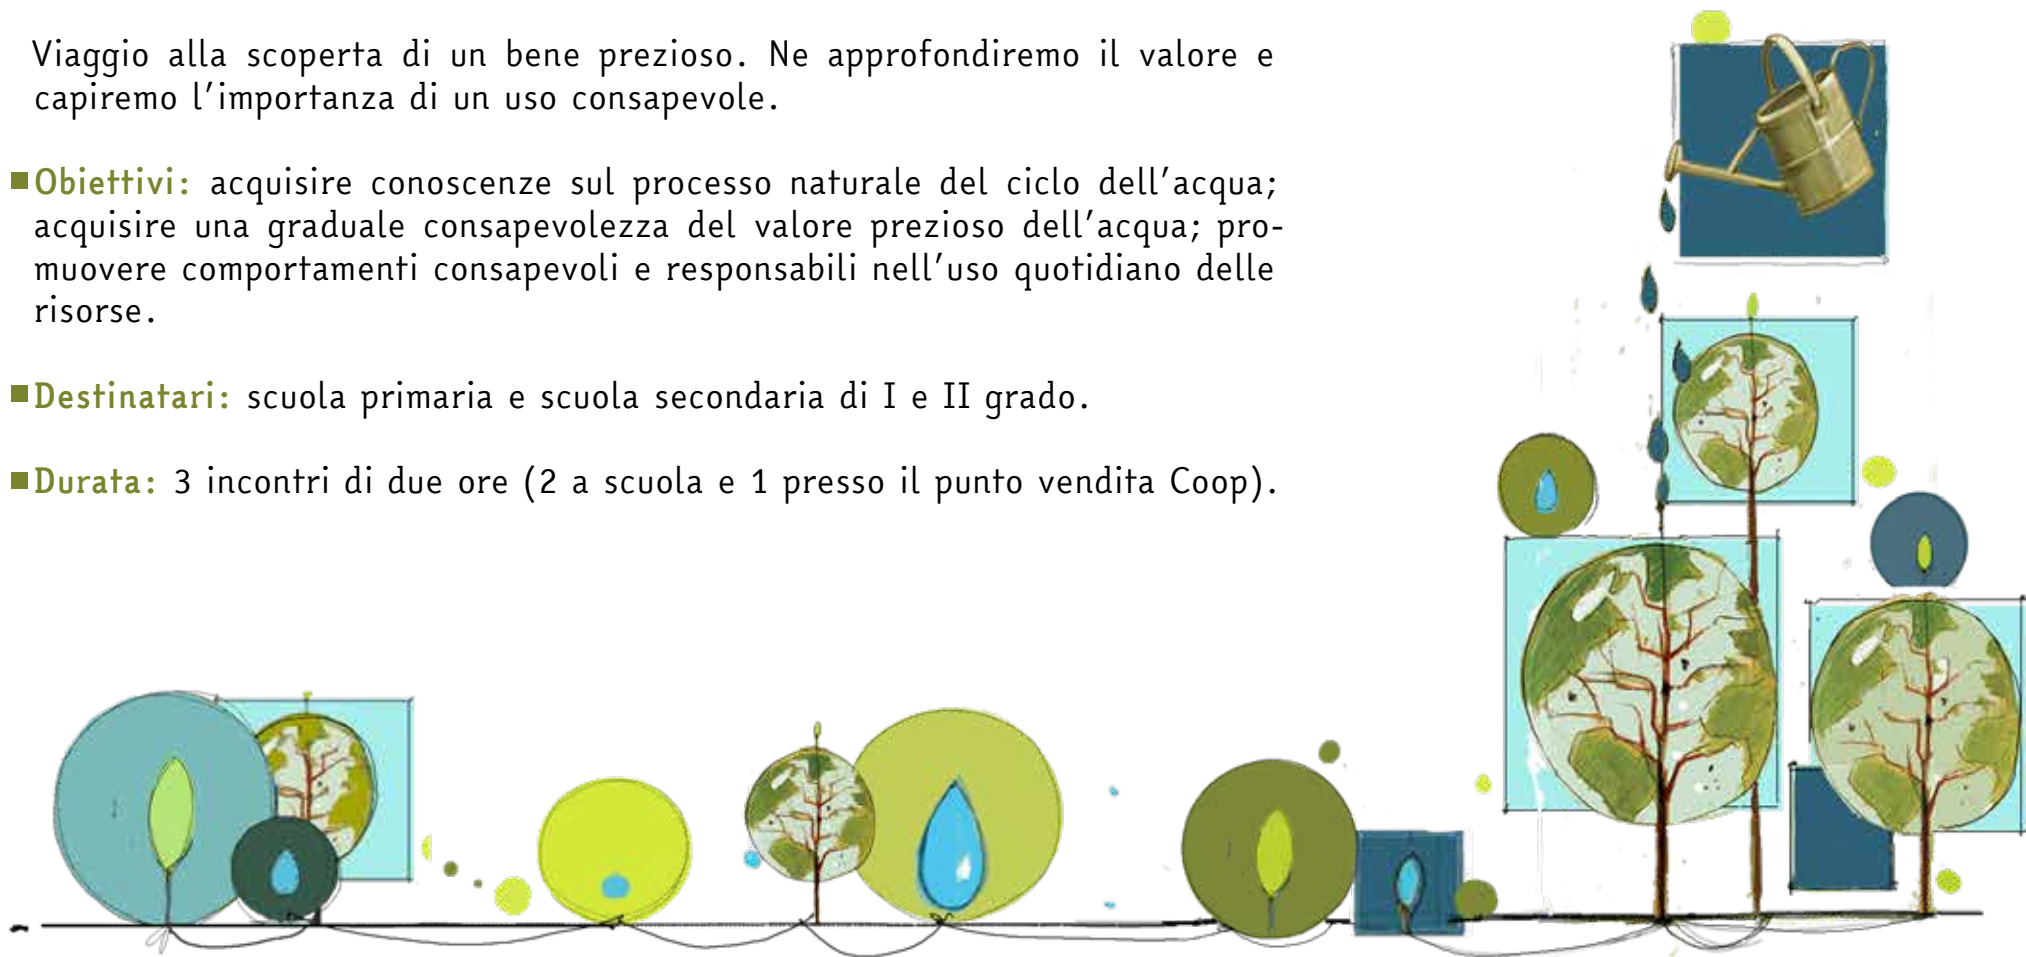 Viaggio alla scoperta di un bene prezioso. Ne approfondiremo il valore e
capiremo l'importanza di un uso consapevole.
Obiettivi: acquisire conoscenze sul processo naturale del ciclo dell'acqua;
acquisire una graduale consapevolezza del valore prezioso dell'acqua; pro-
muovere comportamenti consapevoli e responsabili nell'uso quotidiano delle
risorse.
Destinatari: scuola primaria e scuola secondaria di I e II grado.
Durata: 3 incontri di due ore (2 a scuola e 1 presso il punto vendita Coop).